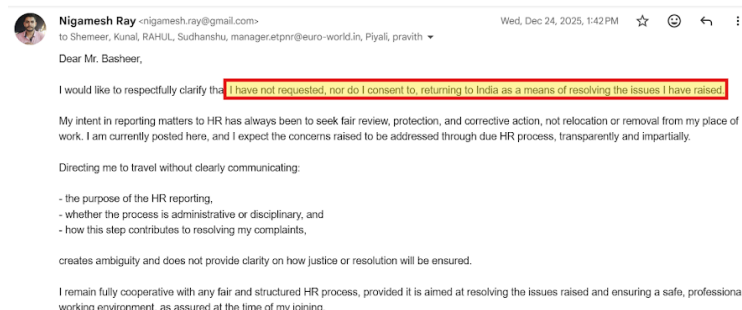 Nigamesh Ray <nigamesh.ray@gmail.com>
Wed, Dec 24, 2025, 1:42 PM
to Shemeer, Kunal, RAHUL, Sudhanshu, manager.etpnr@euro-world.in, Piyali, pravith
Dear Mr. Basheer,
I would like to respectfully clarify tha I have not requested, nor do I consent to, returning to India as a means of resolving the issues I have raised.
My intent in reporting matters to HR has always been to seek fair review, protection, and corrective action, not relocation or removal from my place of
work. I am currently posted here, and I expect the concerns raised to be addressed through due HR process, transparently and impartially.
Directing me to travel without clearly communicating:
- the purpose of the HR reporting,
- whether the process is administrative or disciplinary, and
- how this step contributes to resolving my complaints,
creates ambiguity and does not provide clarity on how justice or resolution will be ensured.
I remain fully cooperative with any fair and structured HR process, provided it is aimed at resolving the issues raised and ensuring a safe, professiona
working environment, as assured at the time of my joining.